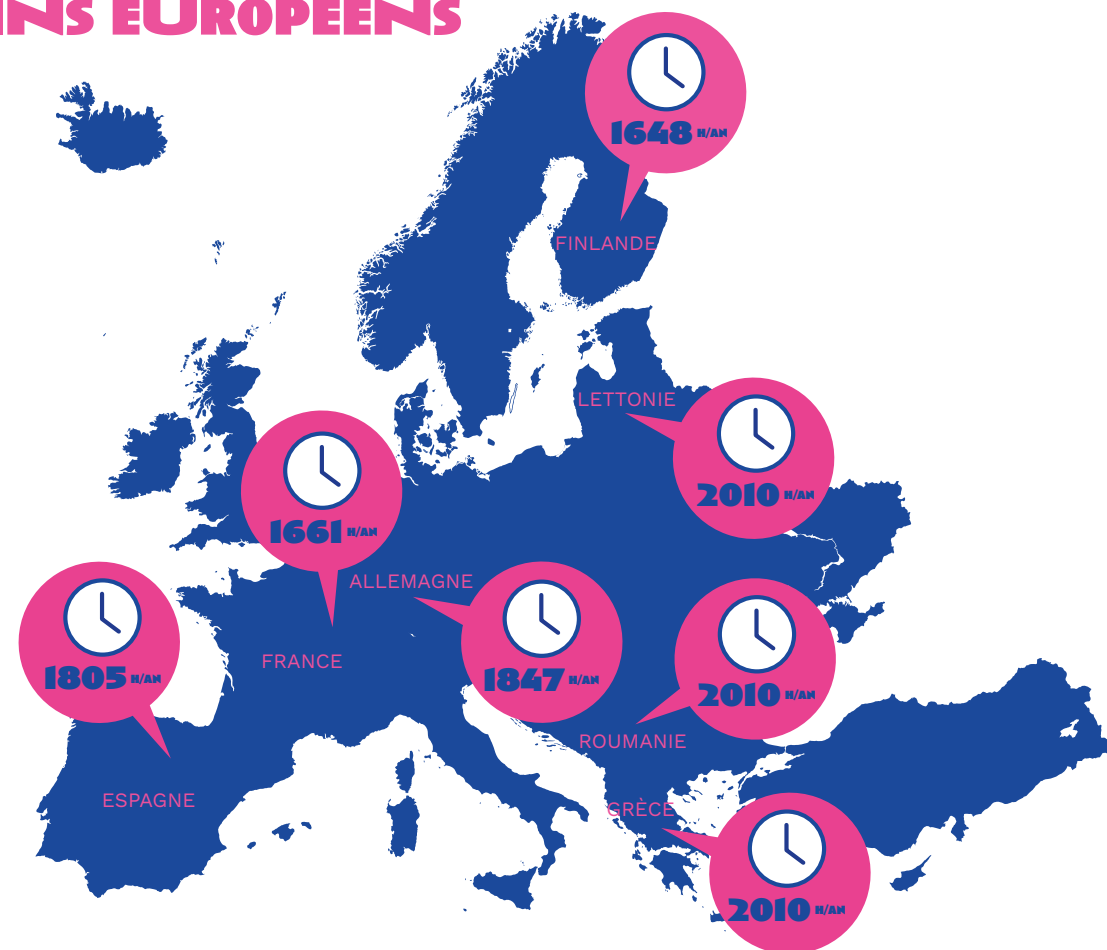 INS EUROPEENS
1648 H/AN
FINLANDE
LETTONIE
2010 H/AN
1661 H/AN
ALLEMAGNE
FRANCE
1805 H/AN
1847 H/AN
2010 H/AN
ROUMANIE
ESPAGNE
GRÈCE
2010 H/AN